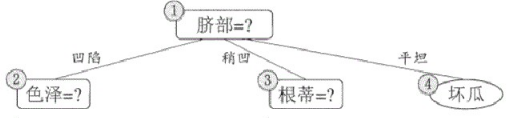 ① 脐部=?
凹陷 稍凹 平坦
② 色泽=? ③ 根蒂=? ④ 坏瓜